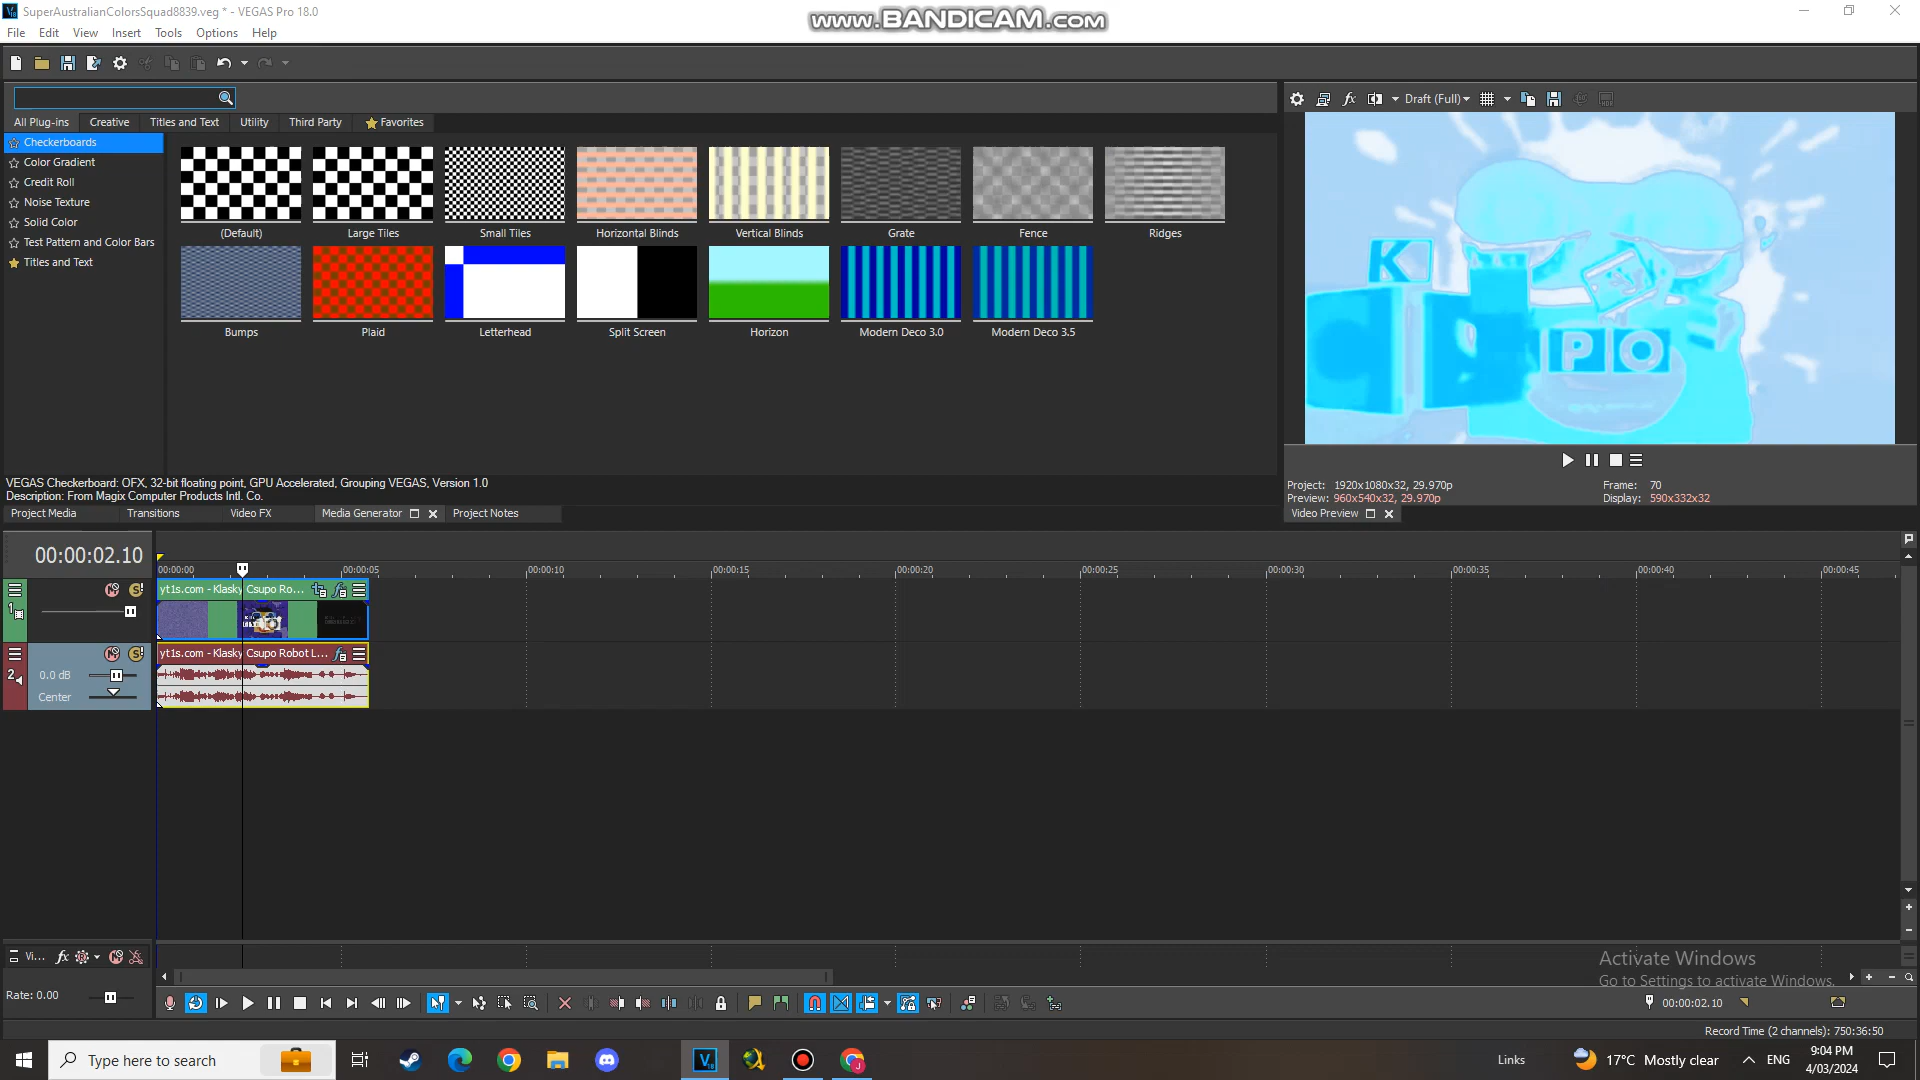 SuperAustralianColorsSquad8839.veg * - VEGAS Pro 18.0
www.BANDICAM.com
File Edit View Insert Tools Options Help
Draft (Full)
All Plug-ins Creative Titles and Text Utility Third Party Favorites
Checkerboards
Color Gradient
Credit Roll
Noise Texture
Solid Color
Test Pattern and Color Bars
Titles and Text
(Default) Large Tiles Small Tiles Horizontal Blinds Vertical Blinds Grate Fence Ridges
Bumps Plaid Letterhead Split Screen Horizon Modern Deco 3.0 Modern Deco 3.5
K
P O
VEGAS Checkerboard: OFX, 32-bit floating point, GPU Accelerated, Grouping VEGAS, Version 1.0
Description: From Magix Computer Products Intl. Co.
Project: 1920x1080x32, 29.970p Frame: 70
Preview: 960x540x32, 29.970p Display: 590x332x32
Project Media Transitions Video FX Media Generator Project Notes
Video Preview
00:00:02.10
00:00:00 00:00:05 00:00:10 00:00:15 00:00:20 00:00:25 00:00:30 00:00:35 00:00:40 00:00:45
1 yt1s.com - Klasky Csupo Ro...
2 yt1s.com - Klasky Csupo Robot L...
0.0 dB
Center
Vi...
Rate: 0.00
Activate Windows
Go to Settings to activate Windows.
00:00:02.10
Record Time (2 channels): 750:36:50
Type here to search
Links 17°C Mostly clear ENG 9:04 PM
4/03/2024